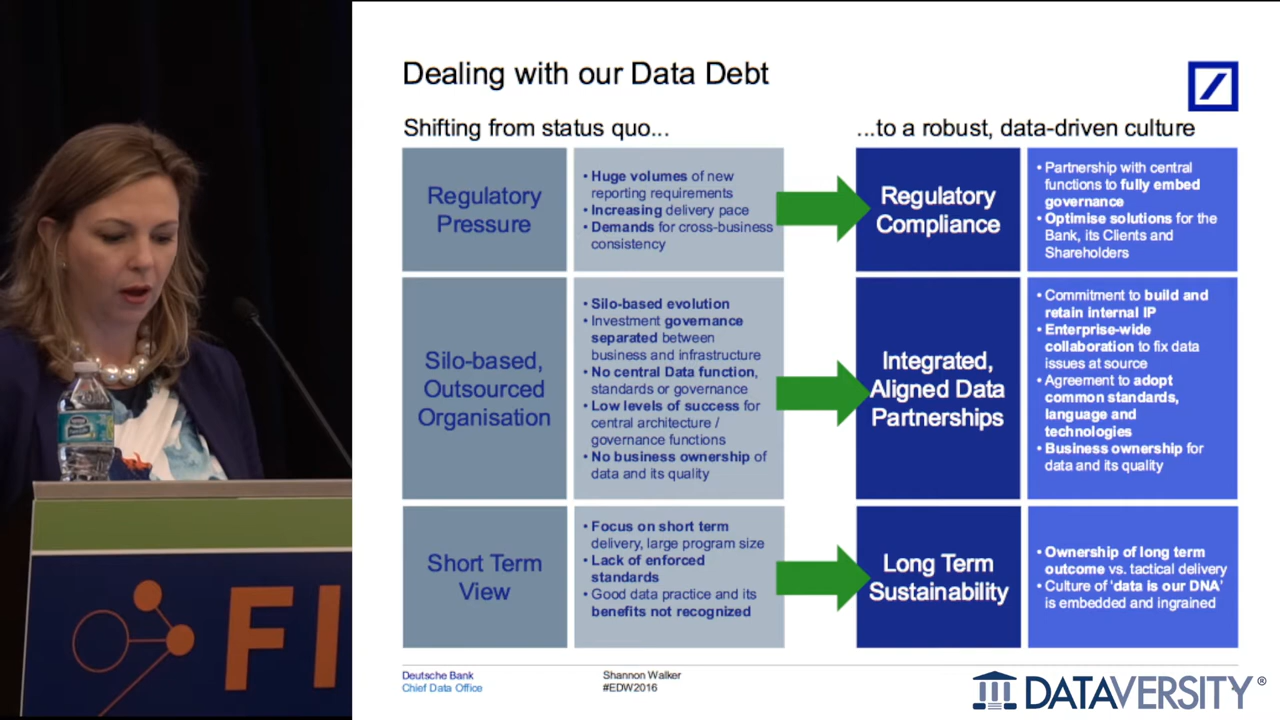 Dealing with our Data Debt
Shifting from status quo...
...to a robust, data-driven culture
Regulatory
Pressure
• Huge volumes of new
reporting requirements
• Increasing delivery pace
• Demands for cross-business
consistency
Regulatory
Compliance
• Partnership with central
functions to fully embed
governance
• Optimise solutions for the
Bank, its Clients and
Shareholders
Silo-based,
Outsourced
Organisation
• Silo-based evolution
• Investment governance
separated between
business and infrastructure
• No central Data function,
standards or governance
• Low levels of success for
central architecture /
governance functions
• No business ownership of
data and its quality
Integrated,
Aligned Data
Partnerships
• Commitment to build and
retain internal IP
• Enterprise-wide
collaboration to fix data
issues at source
• Agreement to adopt
common standards,
language and
technologies
• Business ownership for
data and its quality
Short Term
View
• Focus on short term
delivery, large program size
• Lack of enforced
standards
• Good data practice and its
benefits not recognized
Long Term
Sustainability
• Ownership of long term
outcome vs. tactical delivery
• Culture of 'data is our DNA'
is embedded and ingrained
Deutsche Bank
Chief Data Office
Shannon Walker
#EDW2016
DATAVERSITY®
FI